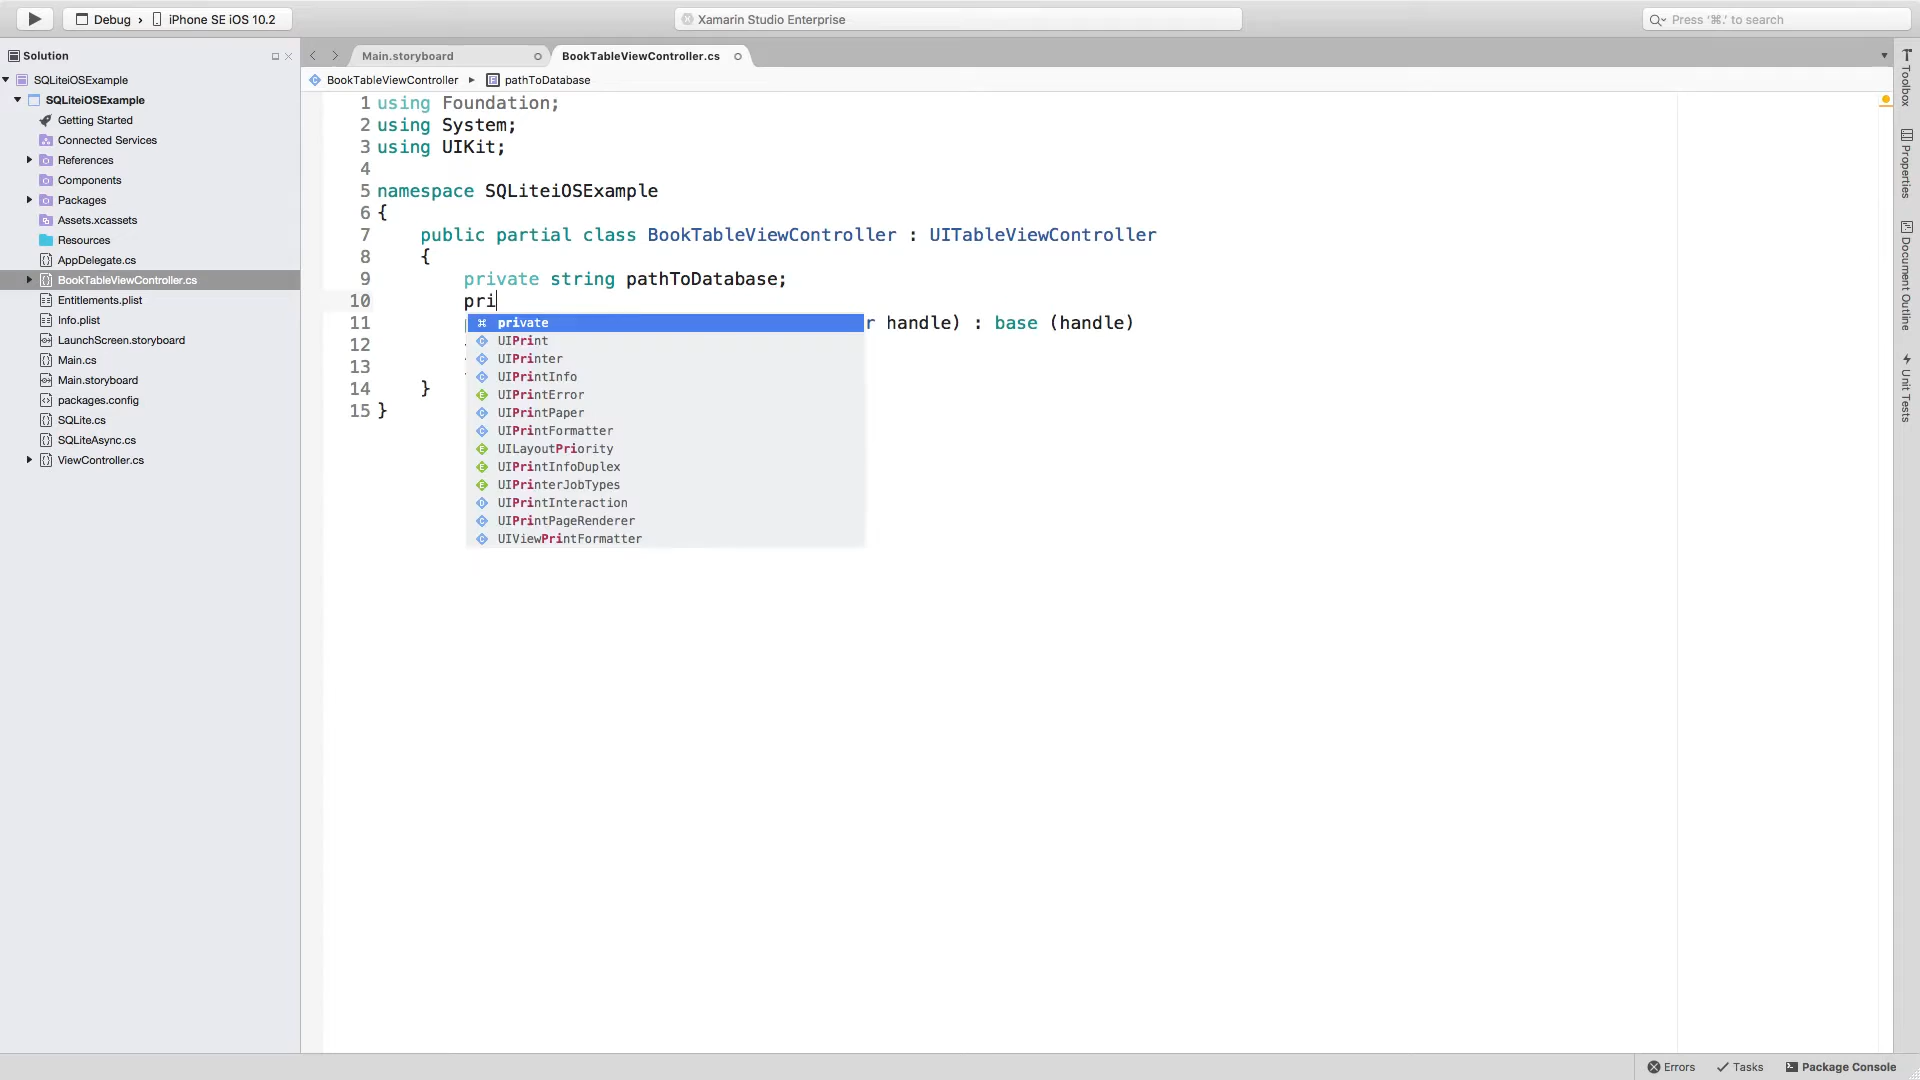 Debug › iPhone SE iOS 10.2
Xamarin Studio Enterprise
Press ‘⌘.’ to search
Solution
Main.storyboard
BookTableViewController.cs
BookTableViewController ▸ pathToDatabase
SQLiteiOSExample
SQLiteiOSExample
Getting Started
Connected Services
References
Components
Packages
Assets.xcassets
Resources
AppDelegate.cs
BookTableViewController.cs
Entitlements.plist
Info.plist
LaunchScreen.storyboard
Main.cs
Main.storyboard
packages.config
SQLite.cs
SQLiteAsync.cs
ViewController.cs
1 using Foundation;
2 using System;
3 using UIKit;
4
5 namespace SQLiteiOSExample
6 {
7 public partial class BookTableViewController : UITableViewController
8 {
9 private string pathToDatabase;
10 pri
11 r handle) : base (handle)
12
13
14 }
15 }
private
UIPrint
UIPrinter
UIPrintInfo
UIPrintError
UIPrintPaper
UIPrintFormatter
UILayoutPriority
UIPrintInfoDuplex
UIPrinterJobTypes
UIPrintInteraction
UIPrintPageRenderer
UIViewPrintFormatter
Toolbox
Properties
Document Outline
Unit Tests
Errors
Tasks
Package Console